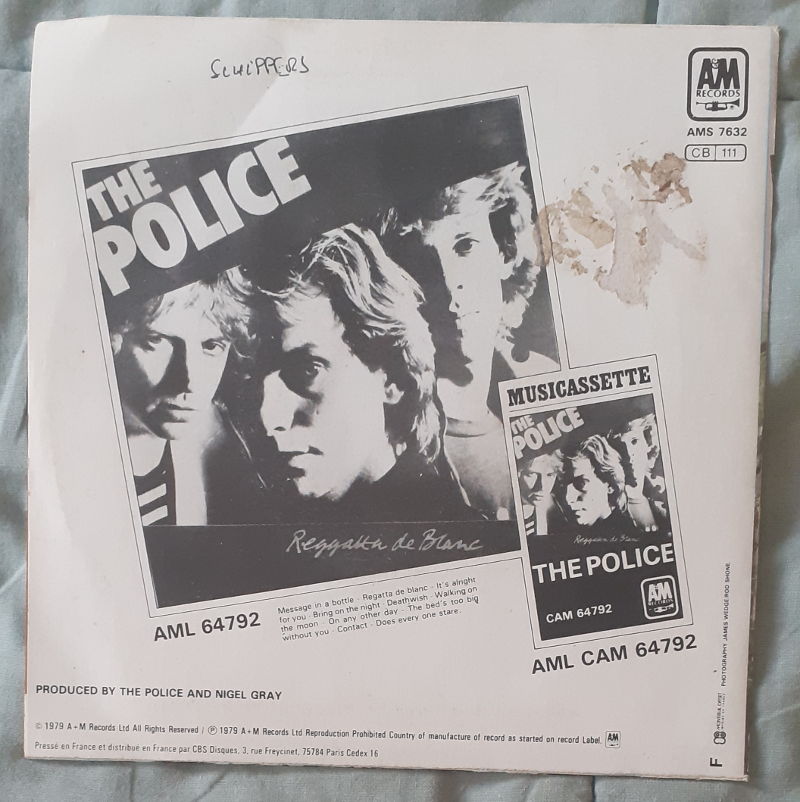 SCHIPPERS
A&M
RECORDS
AMS 7632
CB 111
THE
POLICE
Reggatta de Blanc
MUSICASSETTE
THE
POLICE
Reggatta de Blanc
THE POLICE
A&M
RECORDS
CAM 64792
AML 64792
Message in a bottle · Regatta de blanc · It's alright
for you · Bring on the night · Deathwish · Walking on
the moon · On any other day · The bed's too big
without you · Contact · Does every one stare.
AML CAM 64792
PRODUCED BY THE POLICE AND NIGEL GRAY
© 1979 A+M Records Ltd All Rights Reserved / ℗ 1979 A+M Records Ltd Reproduction Prohibited Country of manufacture of record as started on record Label. A&M
Pressé en France et distribué en France par CBS Disques, 3, rue Freycinet, 75784 Paris Cedex 16
PHOTOGRAPHY JAMES WEDGE/ROD SHONE
F